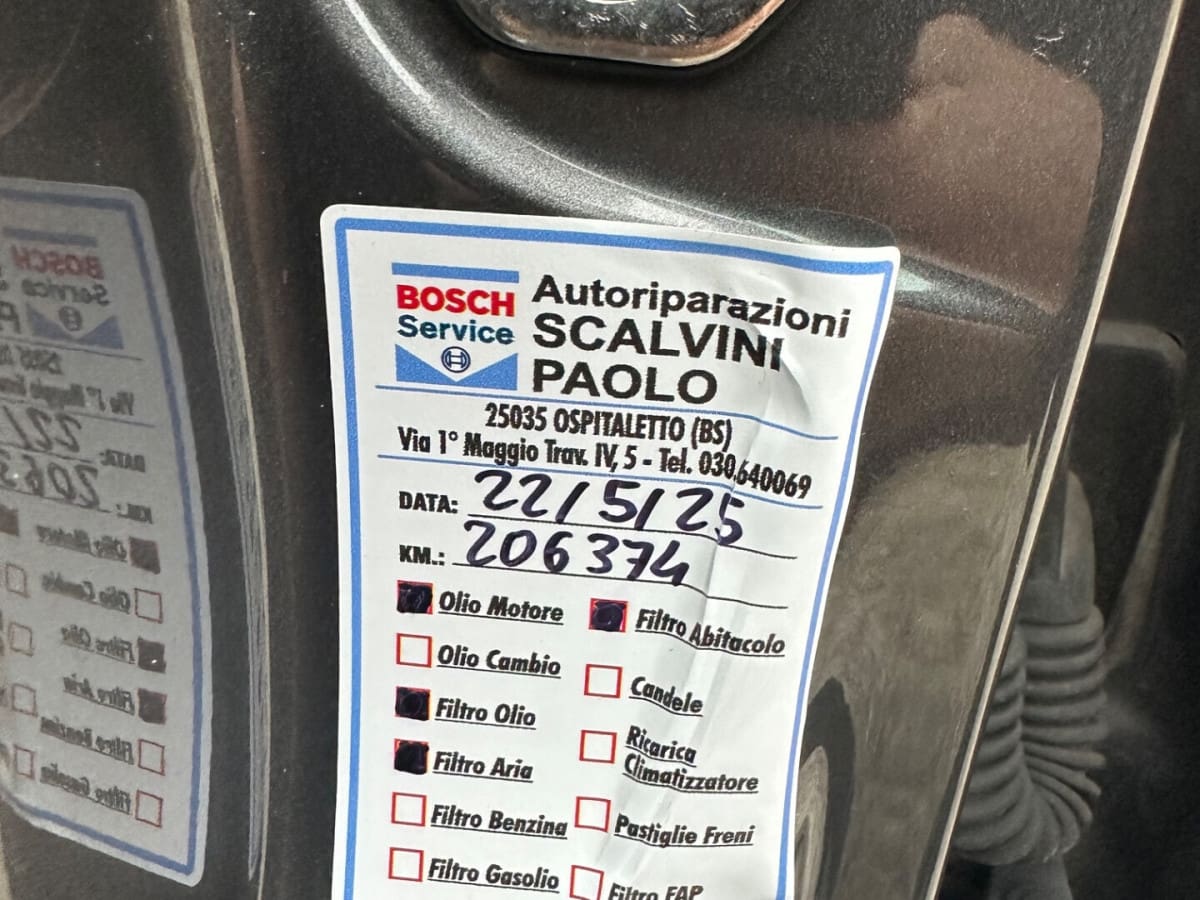 BOSCH
Service
Autoriparazioni
SCALVINI
PAOLO
25035 OSPITALETTO (BS)
Via 1° Maggio Trav. IV, 5 - Tel. 030.640069
DATA: 22/5/25
KM.: 206374
Olio Motore
Filtro Abitacolo
Olio Cambio
Candele
Filtro Olio
Ricarica
Climatizzatore
Filtro Aria
Filtro Benzina
Pastiglie Freni
Filtro Gasolio
Filtro FAP